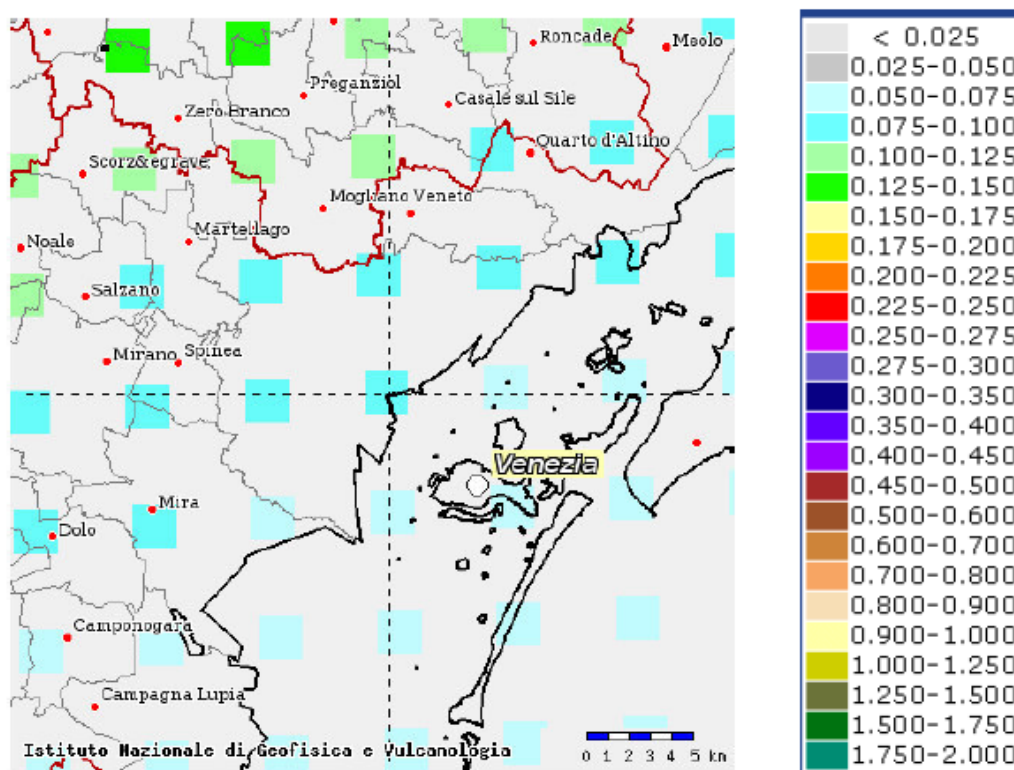 Roncade
Meolo
Preganziol
Casale sul Sile
Zero Branco
Quarto d'Altino
Scorz&egrave;
Mogliano Veneto
Martellago
Noale
Salzano
Mirano
Spinea
Venezia
Mira
Dolo
Camponogara
Campagna Lupia
Istituto Nazionale di Geofisica e Vulcanologia
0 1 2 3 4 5 km
< 0.025
0.025-0.050
0.050-0.075
0.075-0.100
0.100-0.125
0.125-0.150
0.150-0.175
0.175-0.200
0.200-0.225
0.225-0.250
0.250-0.275
0.275-0.300
0.300-0.350
0.350-0.400
0.400-0.450
0.450-0.500
0.500-0.600
0.600-0.700
0.700-0.800
0.800-0.900
0.900-1.000
1.000-1.250
1.250-1.500
1.500-1.750
1.750-2.000